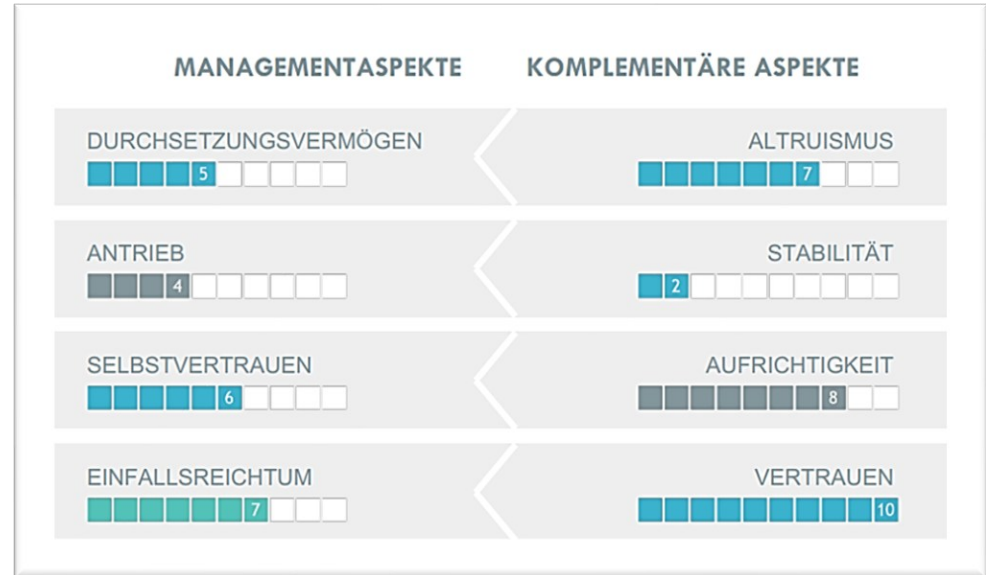 MANAGEMENTASPEKTE
KOMPLEMENTÄRE ASPEKTE
DURCHSETZUNGSVERMÖGEN
5
ALTRUISMUS
7
ANTRIEB
4
STABILITÄT
2
SELBSTVERTRAUEN
6
AUFRICHTIGKEIT
8
EINFALLSREICHTUM
7
VERTRAUEN
10